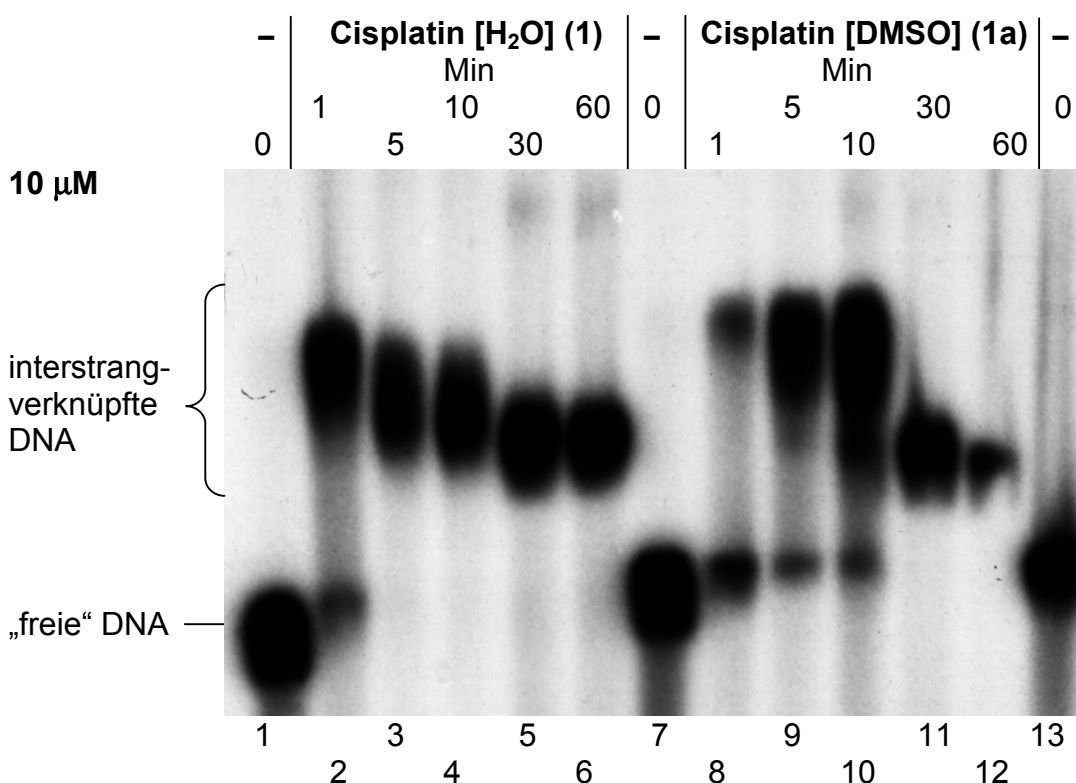 – Cisplatin [H₂O] (1) – Cisplatin [DMSO] (1a) –
Min Min
1 10 60 0 5 30 0
0 5 30 1 10 60
10 μM
interstrang-
verknüpfte
DNA
„freie“ DNA
1 3 5 7 9 11 13
2 4 6 8 10 12